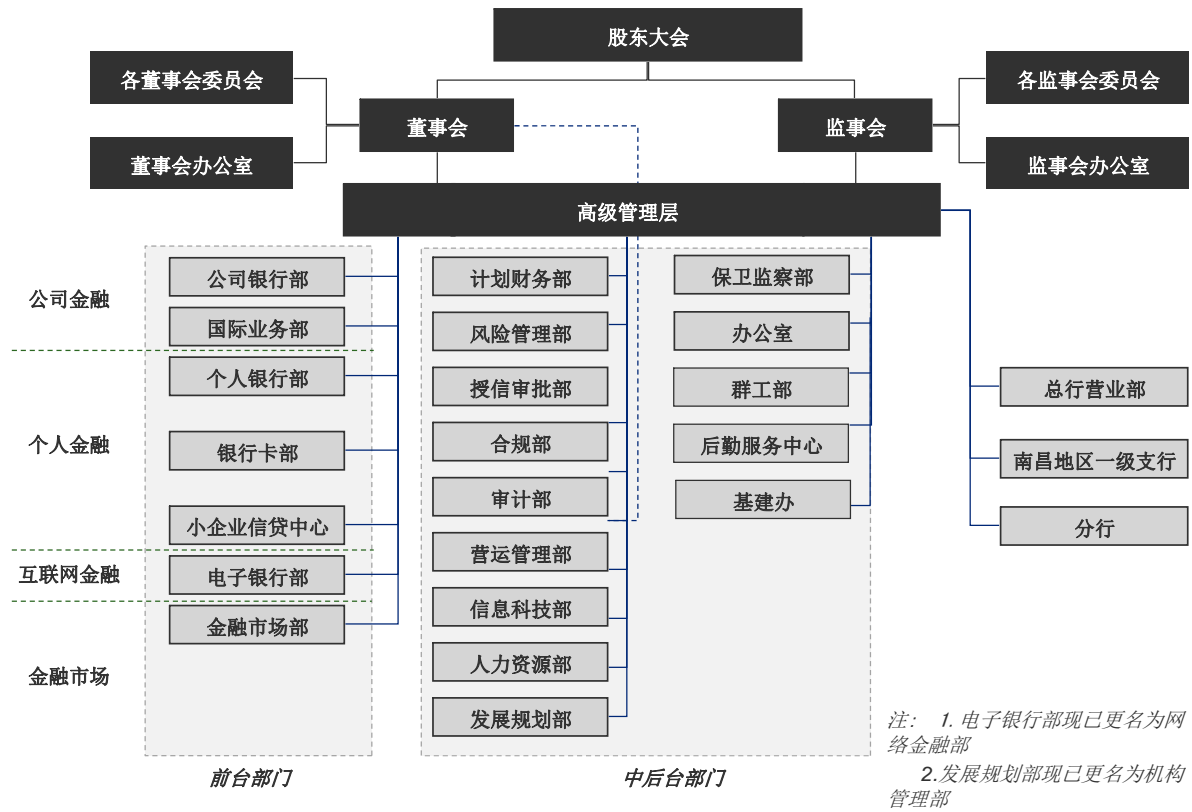 股东大会
各董事会委员会
各监事会委员会
董事会
监事会
董事会办公室
监事会办公室
高级管理层
公司金融
公司银行部
国际业务部
个人金融
个人银行部
银行卡部
小企业信贷中心
互联网金融
电子银行部
金融市场
金融市场部
前台部门
计划财务部
风险管理部
授信审批部
合规部
审计部
营运管理部
信息科技部
人力资源部
发展规划部
保卫监察部
办公室
群工部
后勤服务中心
基建办
中后台部门
总行营业部
南昌地区一级支行
分行
注： 1. 电子银行部现已更名为网
络金融部
2.发展规划部现已更名为机构
管理部